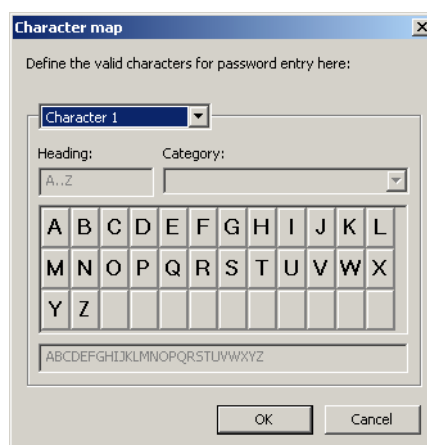 Character map
Define the valid characters for password entry here:
Character 1
Heading: Category:
A..Z
A B C D E F G H I J K L
M N O P Q R S T U V W X
Y Z
ABCDEFGHIJKLMNOPQRSTUVWXYZ
OK Cancel